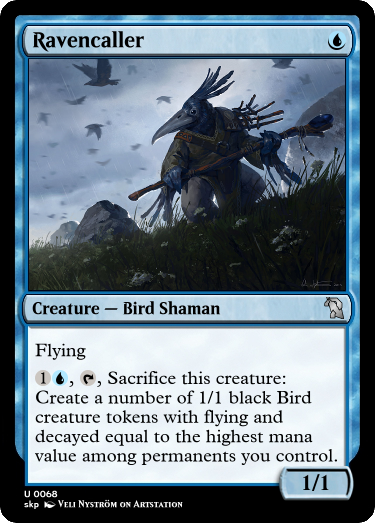 Ravencaller
Creature — Bird Shaman
Flying
1, , Sacrifice this creature:
Create a number of 1/1 black Bird
creature tokens with flying and
decayed equal to the highest mana
value among permanents you control.
1/1
U 0068
skp VELI NYSTRÖM ON ARTSTATION